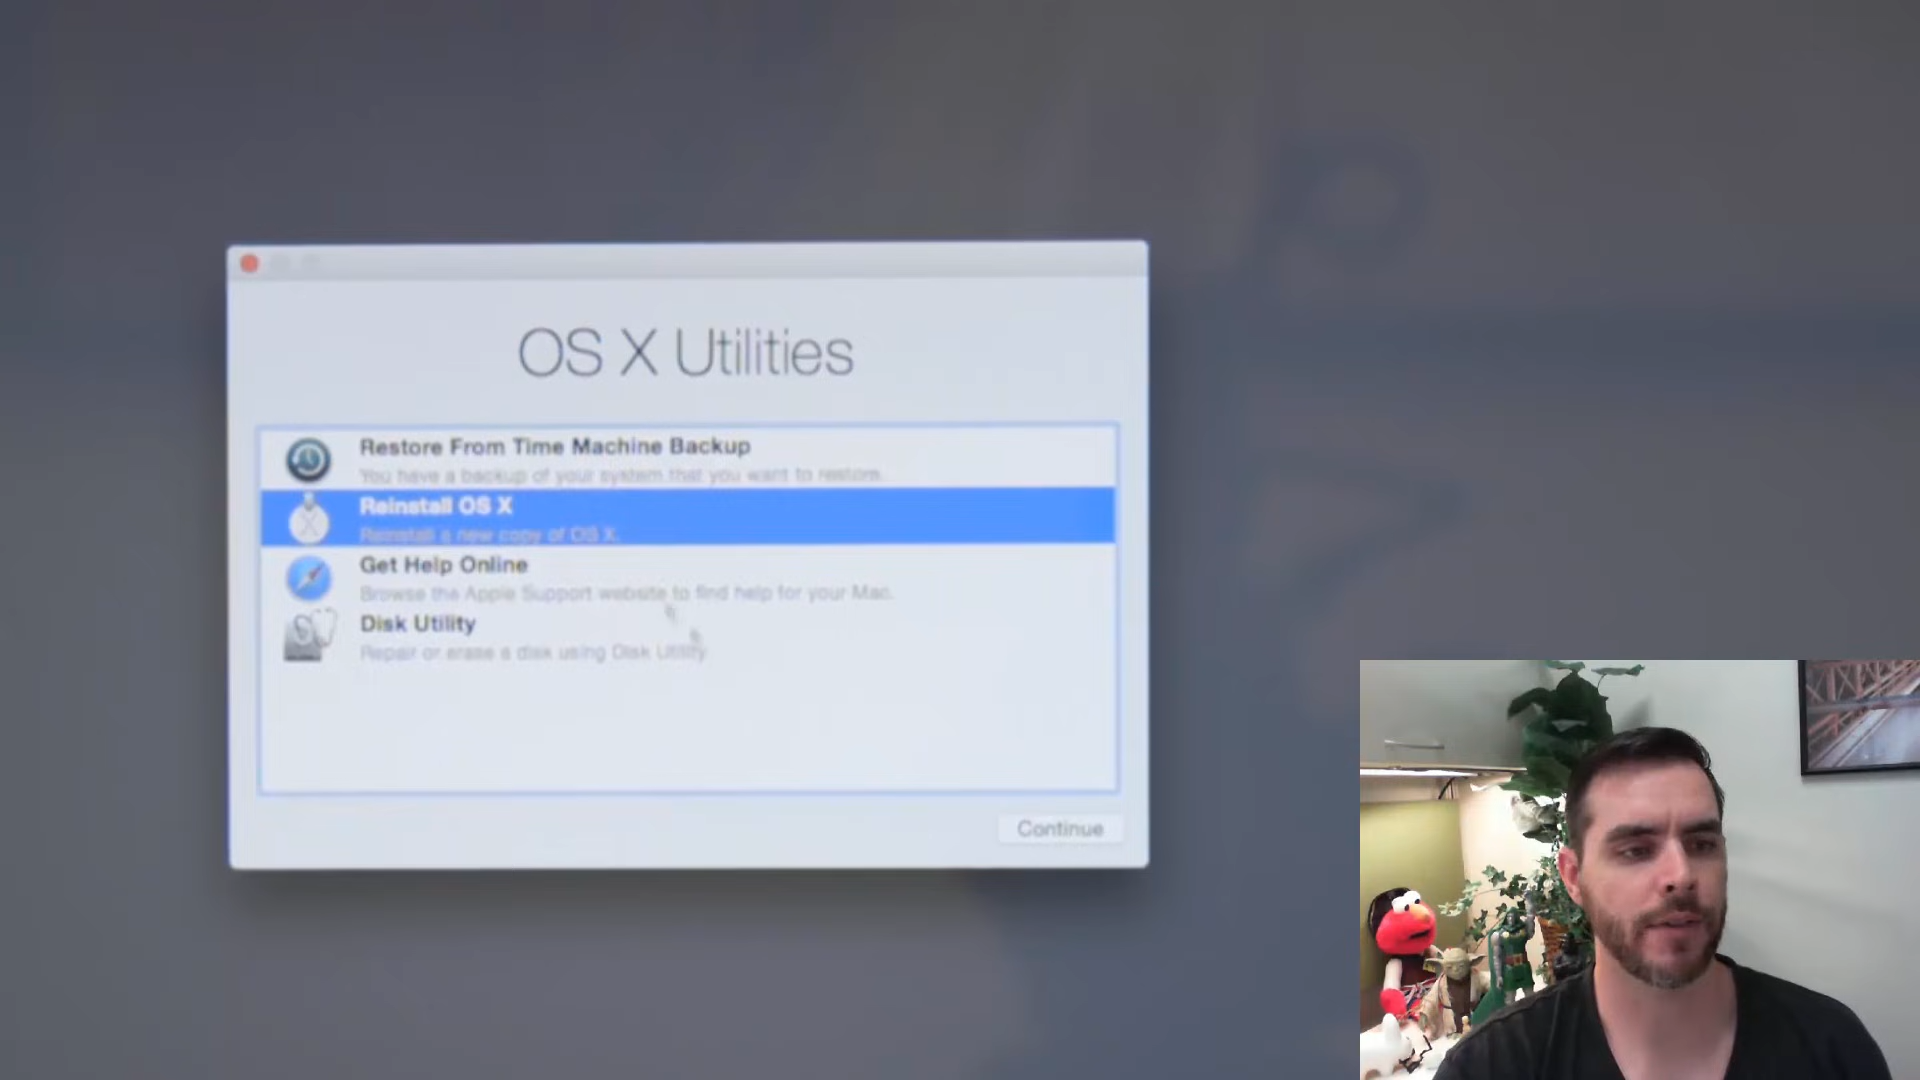 OS X Utilities
Restore From Time Machine Backup
You have a backup of your system that you want to restore.
Reinstall OS X
Reinstall a new copy of OS X.
Get Help Online
Browse the Apple Support website to find help for your Mac.
Disk Utility
Repair or erase a disk using Disk Utility
Continue